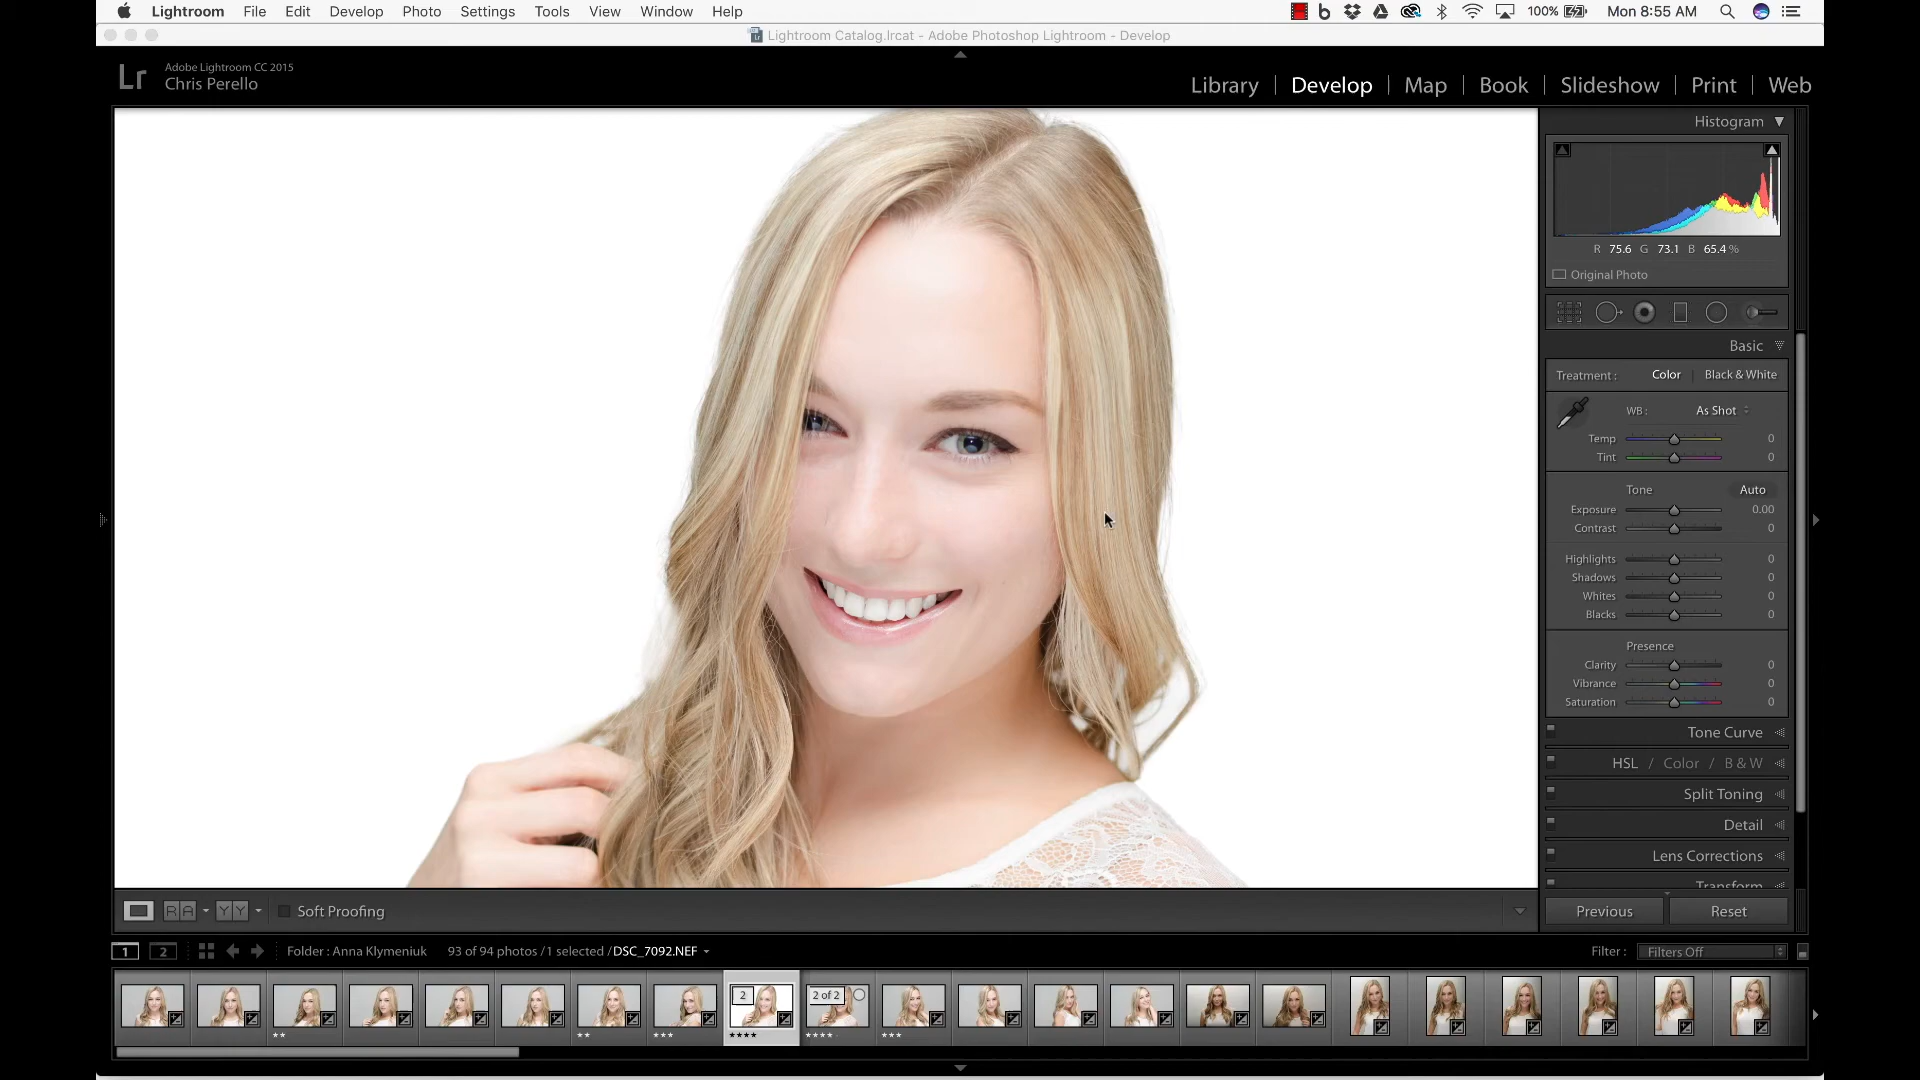 Lightroom File Edit Develop Photo Settings Tools View Window Help 100% Mon 8:55 AM
Lightroom Catalog.lrcat - Adobe Photoshop Lightroom - Develop
Lr Adobe Lightroom CC 2015
Chris Perello
Library | Develop | Map | Book | Slideshow | Print | Web
Histogram
R 75.6 G 73.1 B 65.4 %
Original Photo
Basic
Treatment : Color Black & White
WB : As Shot
Temp 0
Tint 0
Tone Auto
Exposure 0.00
Contrast 0
Highlights 0
Shadows 0
Whites 0
Blacks 0
Presence
Clarity 0
Vibrance 0
Saturation 0
Tone Curve
HSL / Color / B & W
Split Toning
Detail
Lens Corrections
Transform
R A Y Y Soft Proofing Previous Reset
1 2 Folder : Anna Klymeniuk 93 of 94 photos /1 selected /DSC_7092.NEF Filter : Filters Off
2 2 of 2